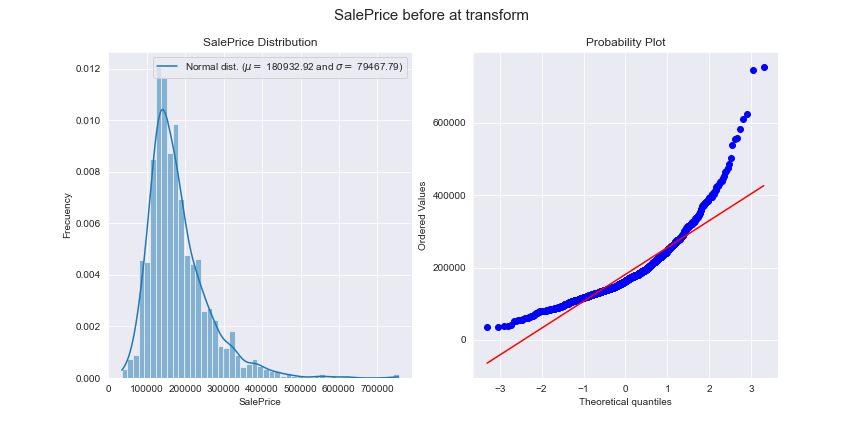 SalePrice before at transform
SalePrice Distribution
Normal dist. (μ = 180932.92 and σ = 79467.79)
0.012
0.010
0.008
0.006
0.004
0.002
0.000
Frecuency
0 100000 200000 300000 400000 500000 600000 700000
SalePrice
Probability Plot
600000
400000
200000
0
Ordered Values
−3 −2 −1 0 1 2 3
Theoretical quantiles